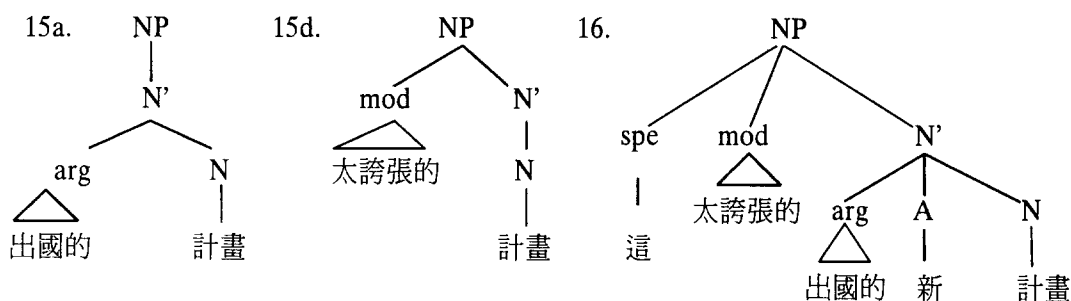 15a. NP 15d. NP 16. NP
N’
mod N’ spe mod N’
arg N 太誇張的 N 太誇張的 arg A N
出國的 計畫 計畫 這 出國的 新 計畫